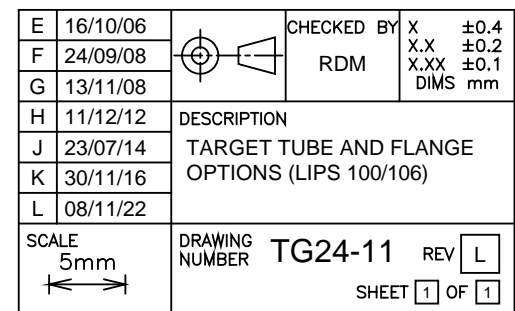 E 16/10/06
F 24/09/08
G 13/11/08
H 11/12/12
J 23/07/14
K 30/11/16
L 08/11/22
CHECKED BY
RDM
X ±0.4
X.X ±0.2
X.XX ±0.1
DIMS mm
DESCRIPTION
TARGET TUBE AND FLANGE
OPTIONS (LIPS 100/106)
SCALE
5mm
DRAWING
NUMBER
TG24-11
REV L
SHEET 1 OF 1